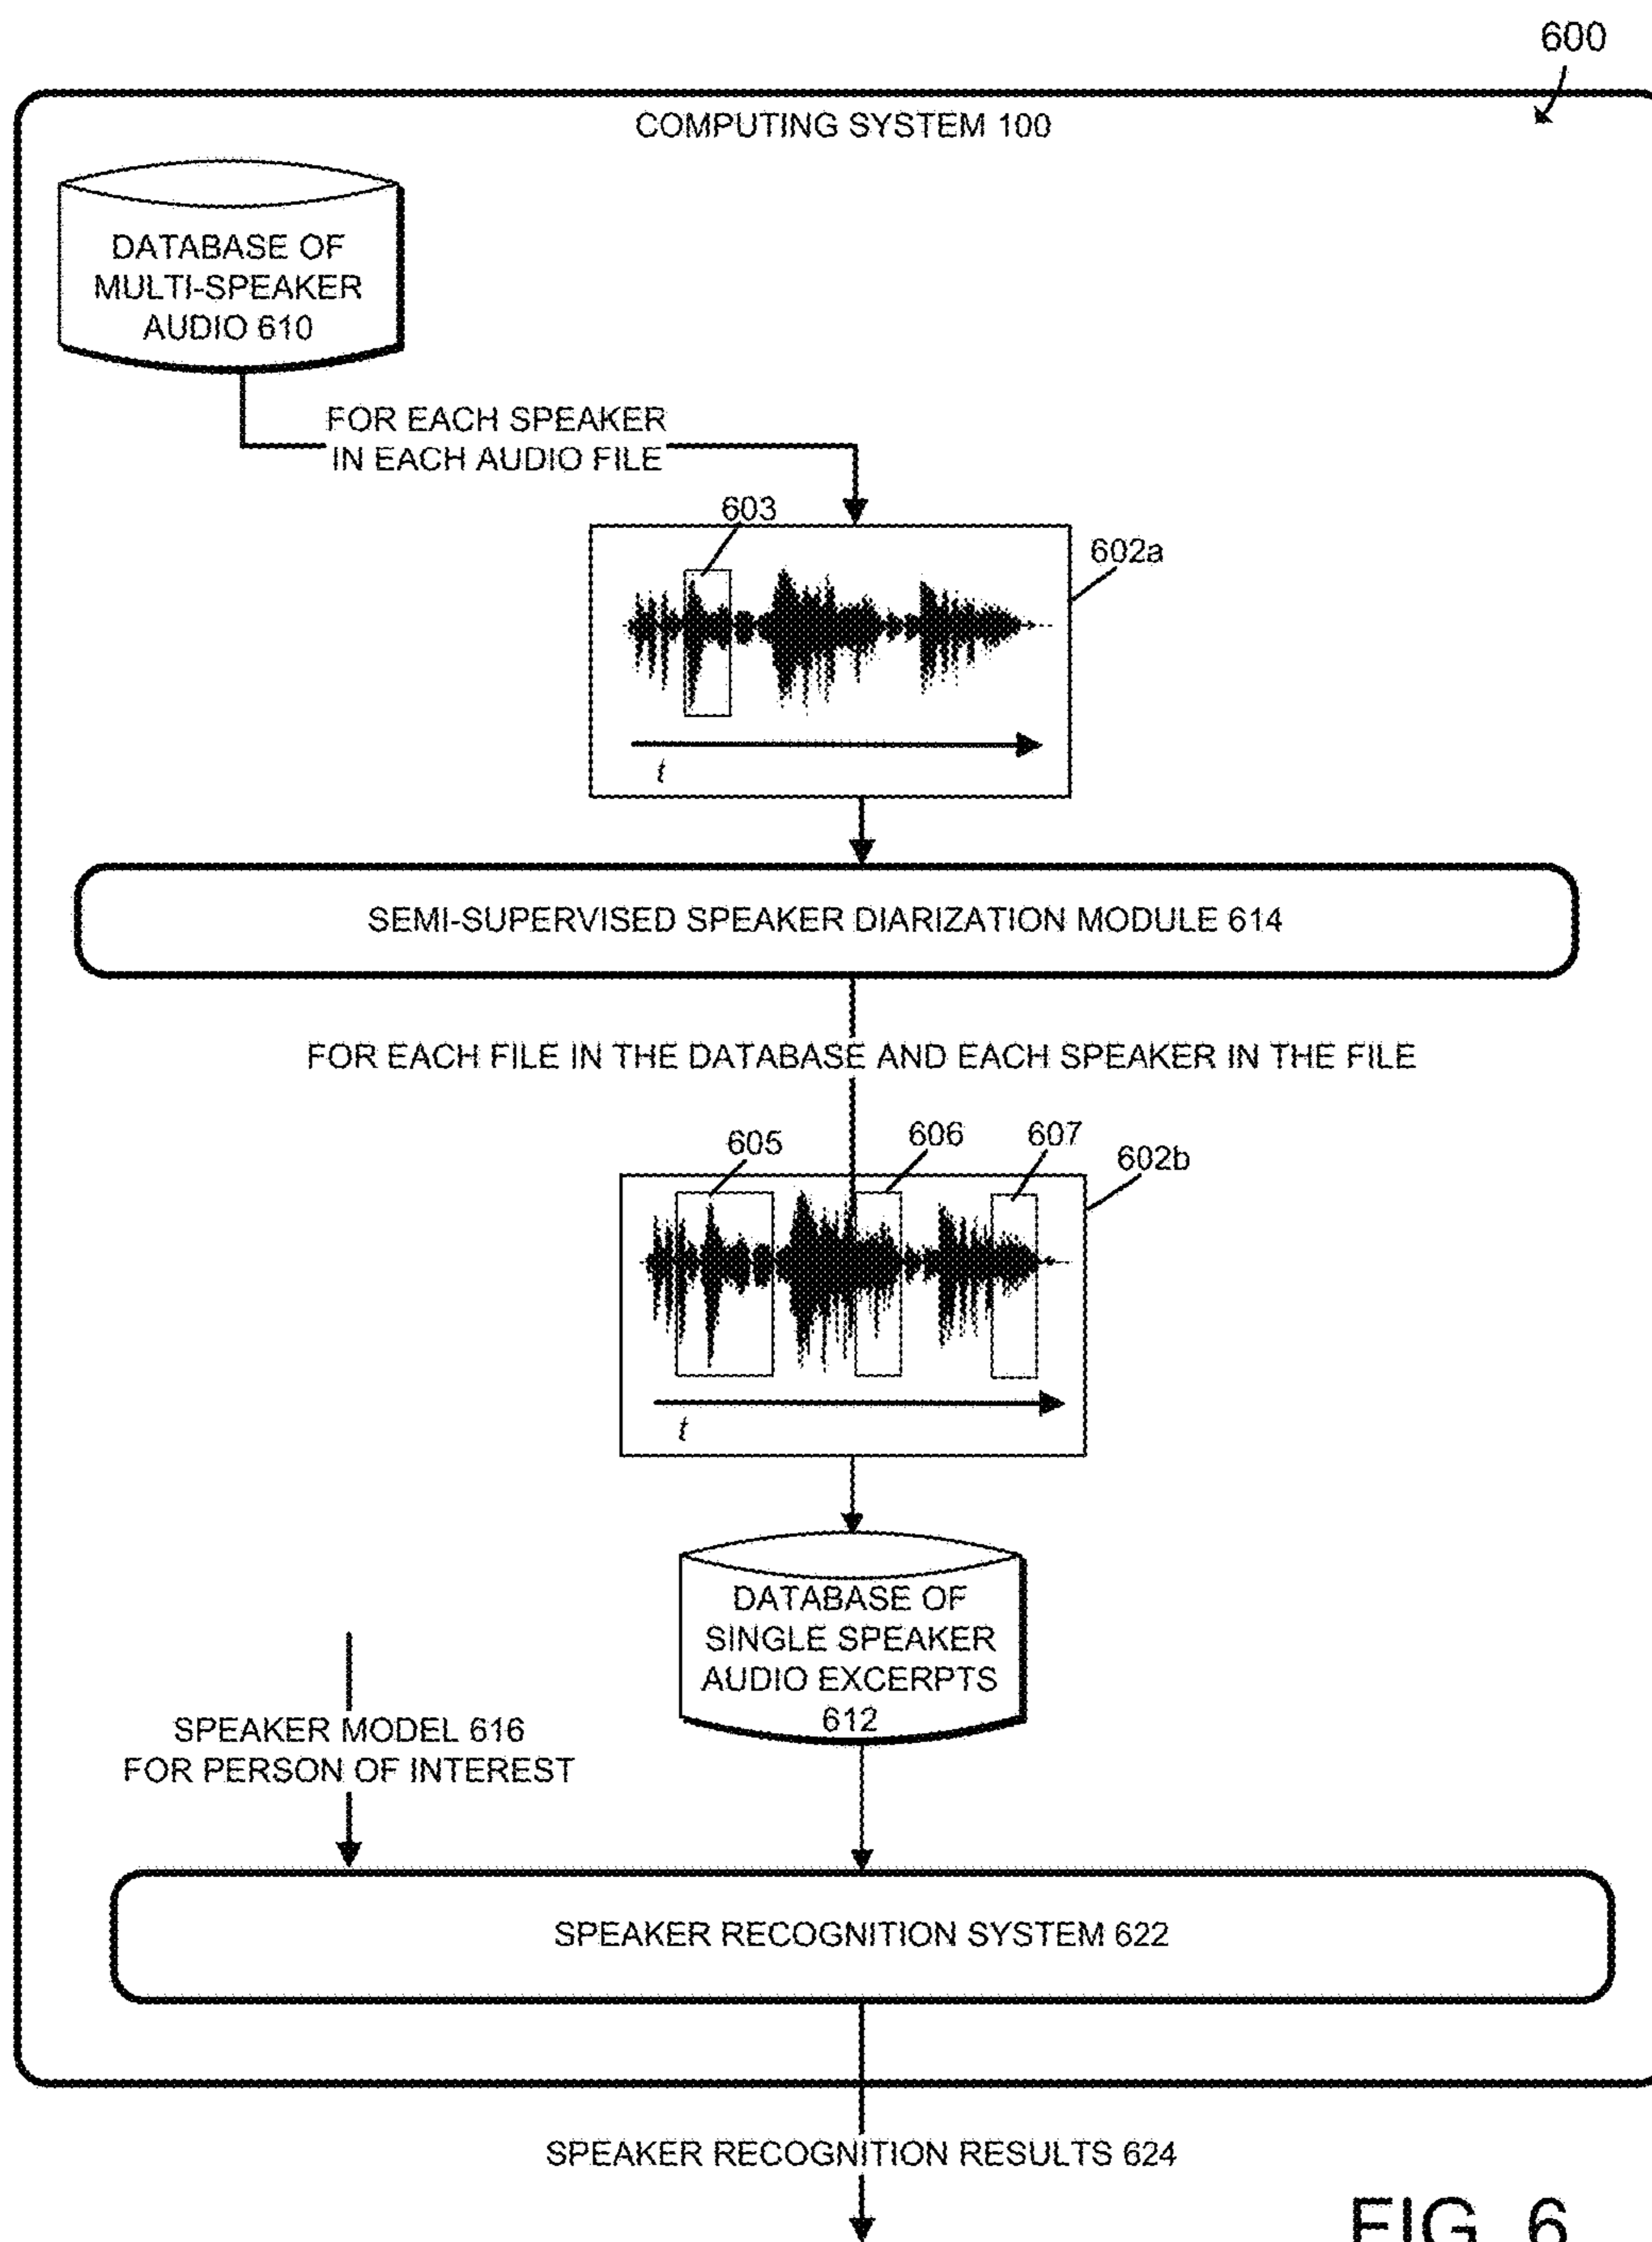 600
COMPUTING SYSTEM 100
DATABASE OF
MULTI-SPEAKER
AUDIO 610
FOR EACH SPEAKER
IN EACH AUDIO FILE
603
602a
t
SEMI-SUPERVISED SPEAKER DIARIZATION MODULE 614
FOR EACH FILE IN THE DATABASE AND EACH SPEAKER IN THE FILE
605
606
607
602b
t
DATABASE OF
SINGLE SPEAKER
AUDIO EXCERPTS
612
SPEAKER MODEL 616
FOR PERSON OF INTEREST
SPEAKER RECOGNITION SYSTEM 622
SPEAKER RECOGNITION RESULTS 624
FIG. 6